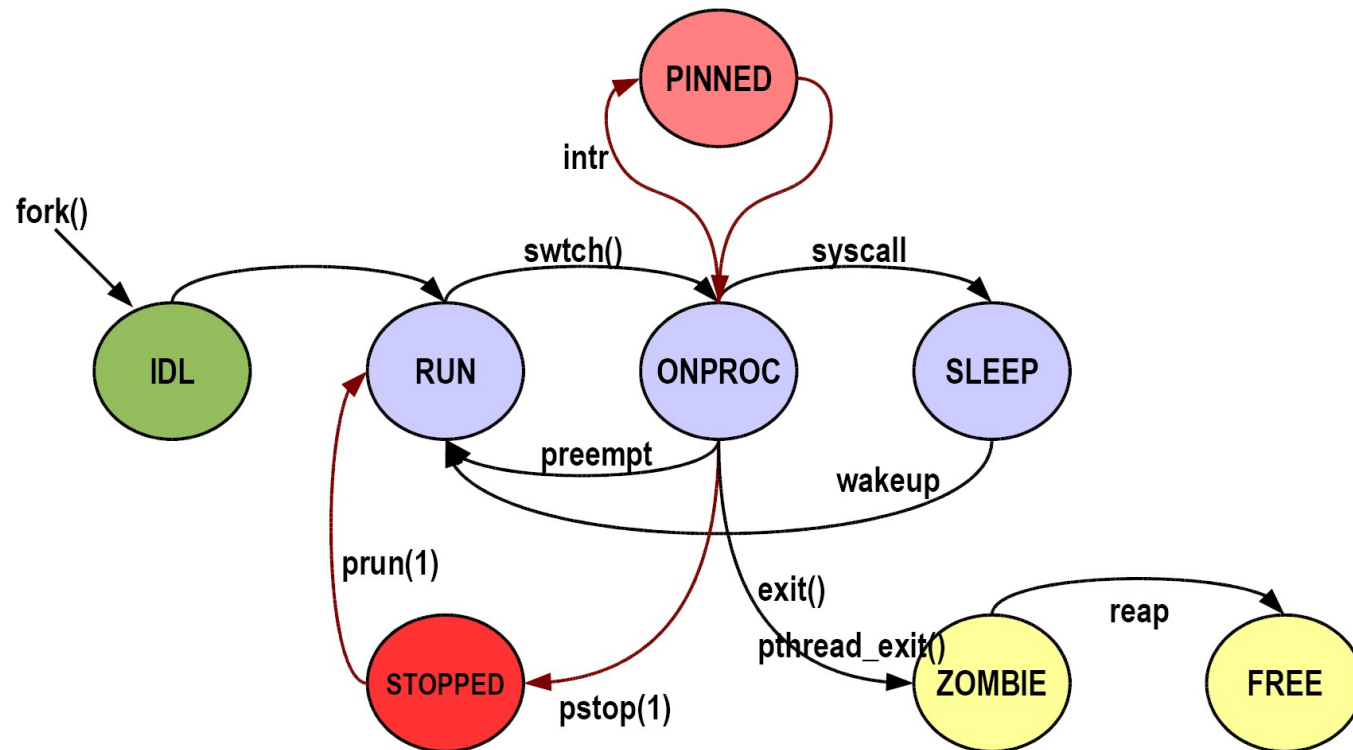 PINNED
intr
fork()
swtch()
syscall
IDL
RUN
ONPROC
SLEEP
preempt
wakeup
prun(1)
exit()
reap
pthread_exit()
STOPPED
ZOMBIE
FREE
pstop(1)